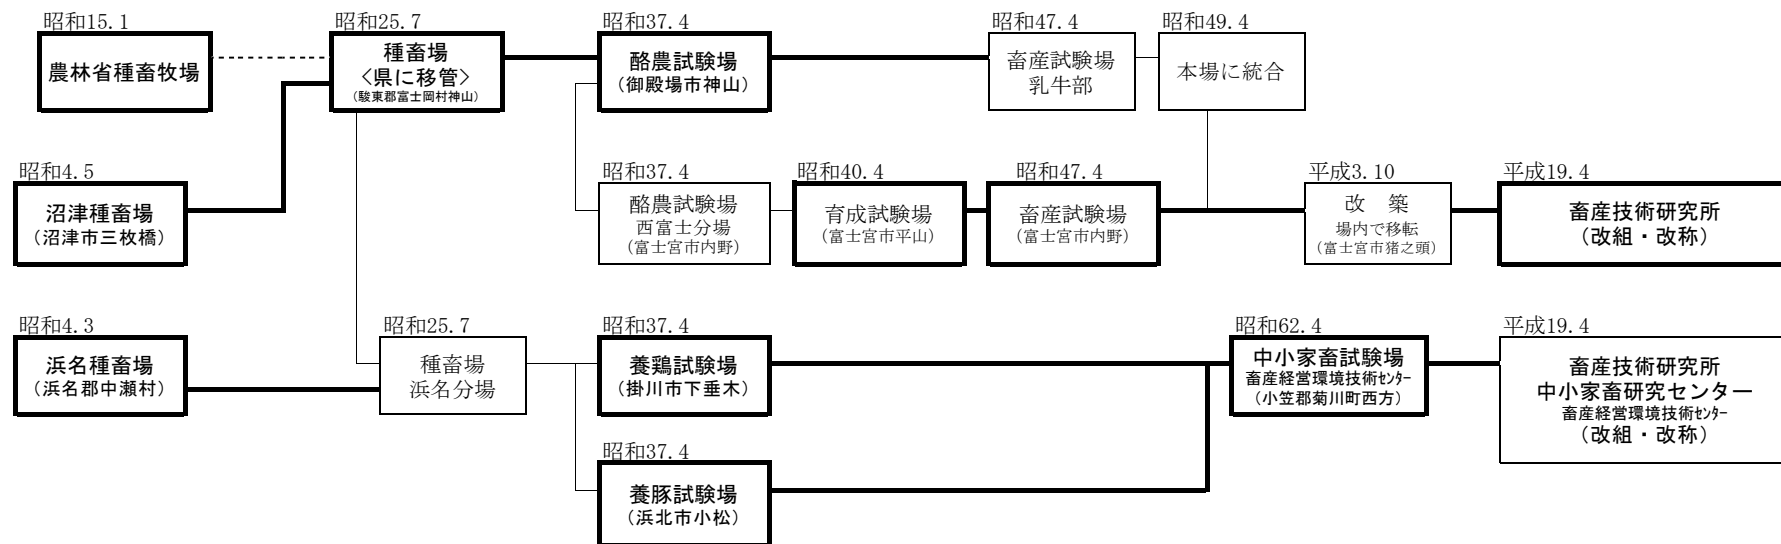 昭和15.1
農林省種畜牧場
昭和25.7
種畜場
<県に移管>
(駿東郡富士岡村神山)
昭和37.4
酪農試験場
(御殿場市神山)
昭和47.4
畜産試験場
乳牛部
昭和49.4
本場に統合
昭和4.5
沼津種畜場
(沼津市三枚橋)
昭和37.4
酪農試験場
西富士分場
(富士宮市内野)
昭和40.4
育成試験場
(富士宮市平山)
昭和47.4
畜産試験場
(富士宮市内野)
平成3.10
改 築
場内で移転
(富士宮市猪之頭)
平成19.4
畜産技術研究所
(改組・改称)
昭和4.3
浜名種畜場
(浜名郡中瀬村)
昭和25.7
種畜場
浜名分場
昭和37.4
養鶏試験場
(掛川市下垂木)
昭和62.4
中小家畜試験場
畜産経営環境技術ｾﾝﾀｰ
(小笠郡菊川町西方)
平成19.4
畜産技術研究所
中小家畜研究センター
畜産経営環境技術ｾﾝﾀｰ
(改組・改称)
昭和37.4
養豚試験場
(浜北市小松)